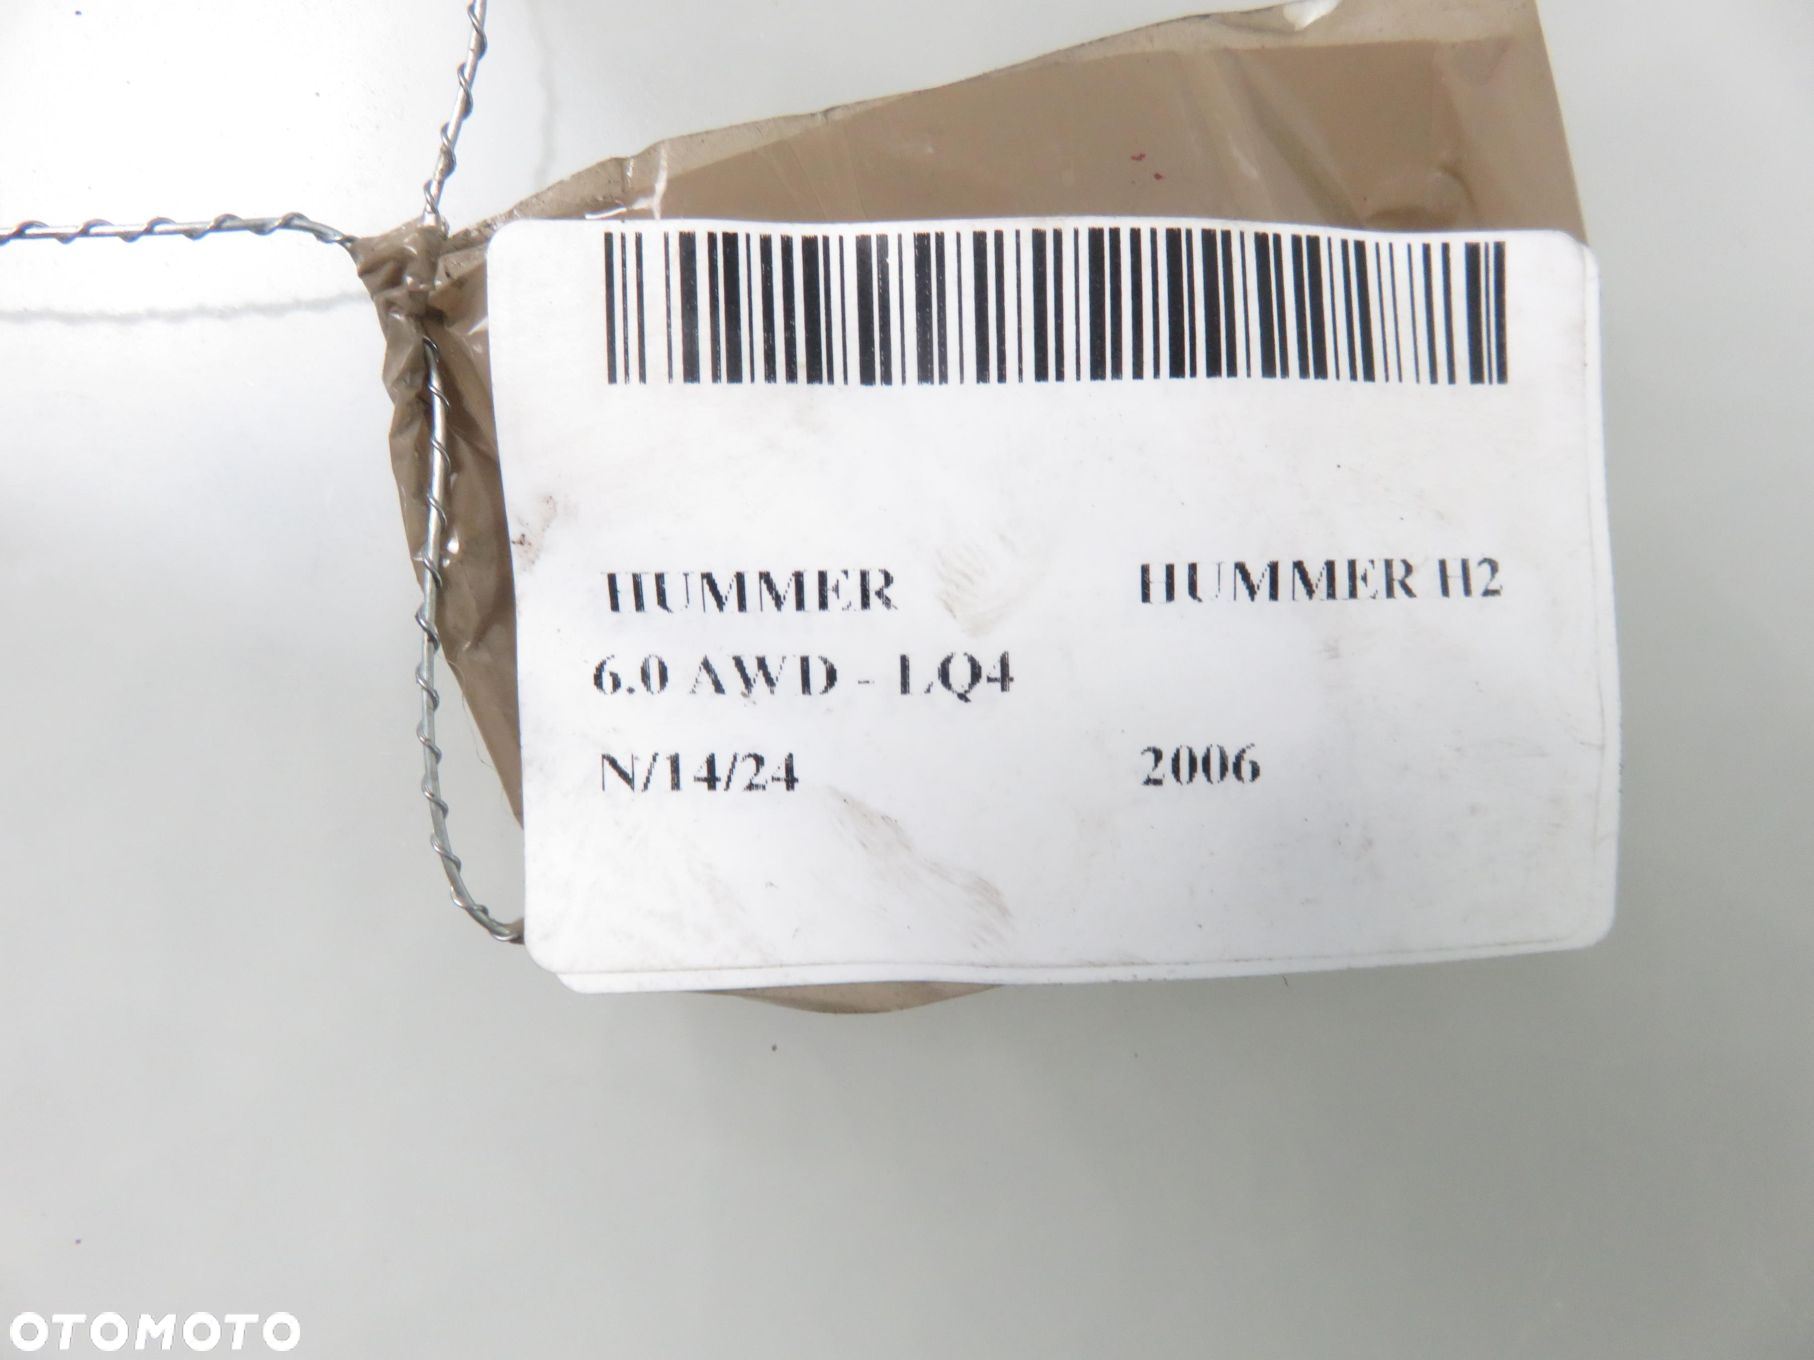 HUMMER HUMMER H2
6.0 AWD - LQ4
N/14/24 2006
OTOMOTO